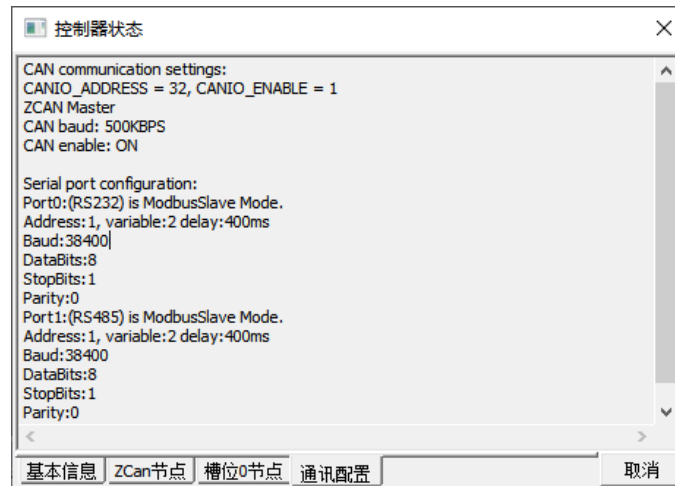 控制器状态
CAN communication settings:
CANIO_ADDRESS = 32, CANIO_ENABLE = 1
ZCAN Master
CAN baud: 500KBPS
CAN enable: ON
Serial port configuration:
Port0:(RS232) is ModbusSlave Mode.
Address:1, variable:2 delay:400ms
Baud:38400
DataBits:8
StopBits:1
Parity:0
Port1:(RS485) is ModbusSlave Mode.
Address:1, variable:2 delay:400ms
Baud:38400
DataBits:8
StopBits:1
Parity:0
基本信息 ZCan节点 槽位0节点 通讯配置 取消